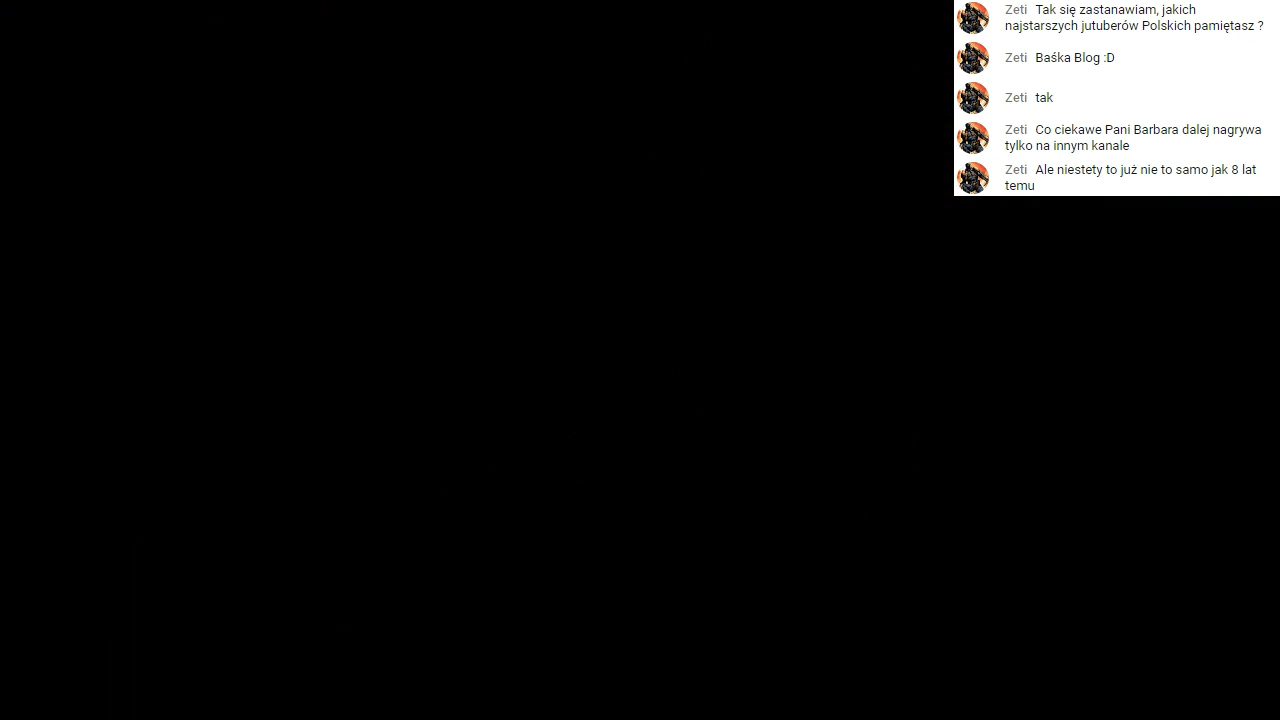 Zeti Tak się zastanawiam, jakich
najstarszych jutuberów Polskich pamiętasz ?
Zeti Baśka Blog :D
Zeti tak
Zeti Co ciekawe Pani Barbara dalej nagrywa
tylko na innym kanale
Zeti Ale niestety to już nie to samo jak 8 lat
temu